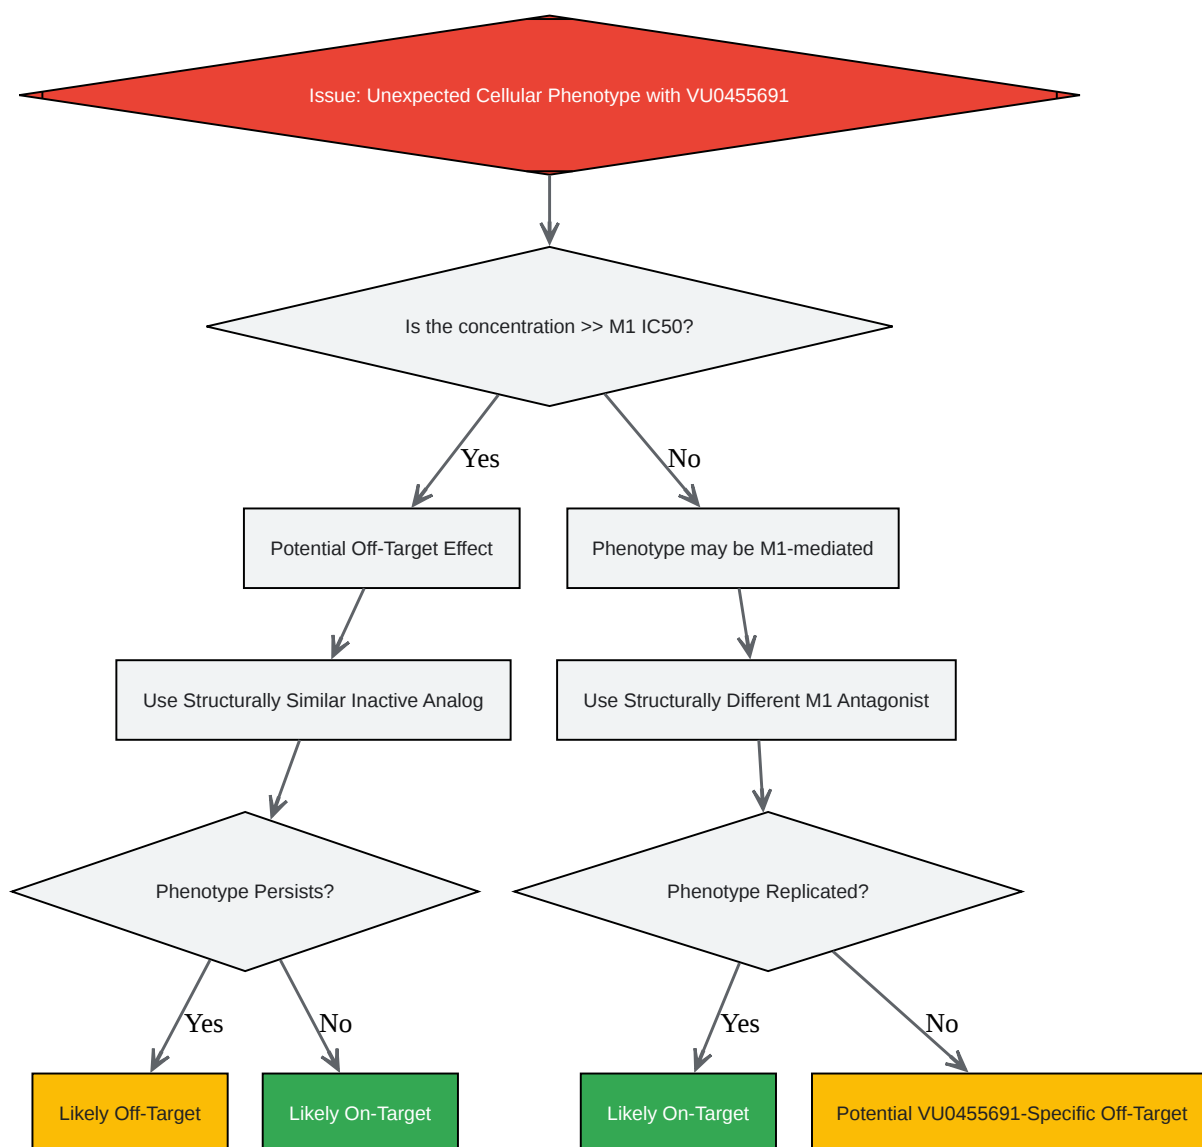 Issue: Unexpected Cellular Phenotype with VU0455691
Is the concentration >> M1 IC50?
Yes
No
Potential Off-Target Effect
Phenotype may be M1-mediated
Use Structurally Similar Inactive Analog
Use Structurally Different M1 Antagonist
Phenotype Persists?
Phenotype Replicated?
Yes
No
Yes
No
Likely Off-Target
Likely On-Target
Likely On-Target
Potential VU0455691-Specific Off-Target